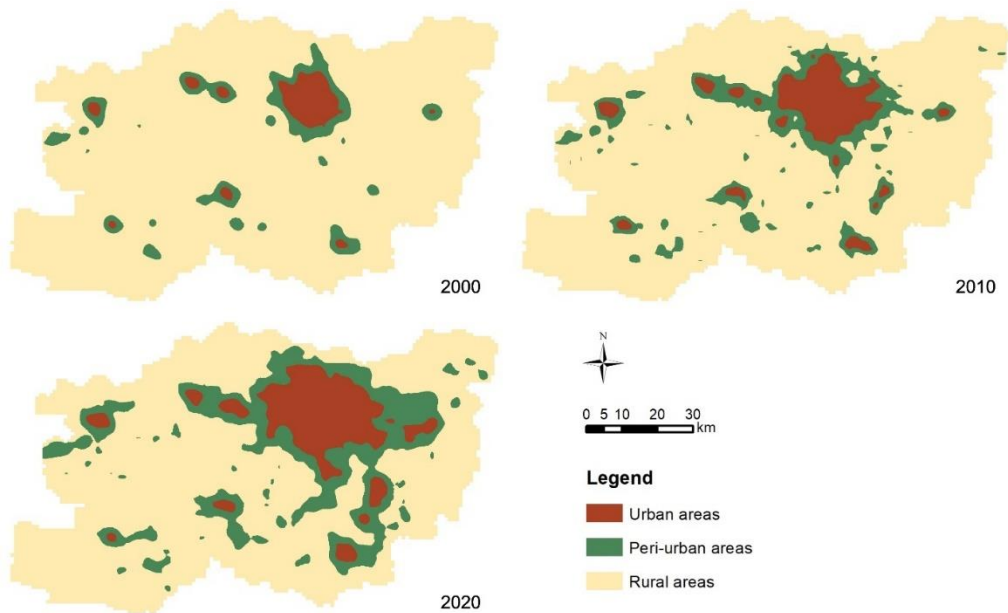 2000
2010
2020
N
0 5 10 20 30
km
Legend
Urban areas
Peri-urban areas
Rural areas